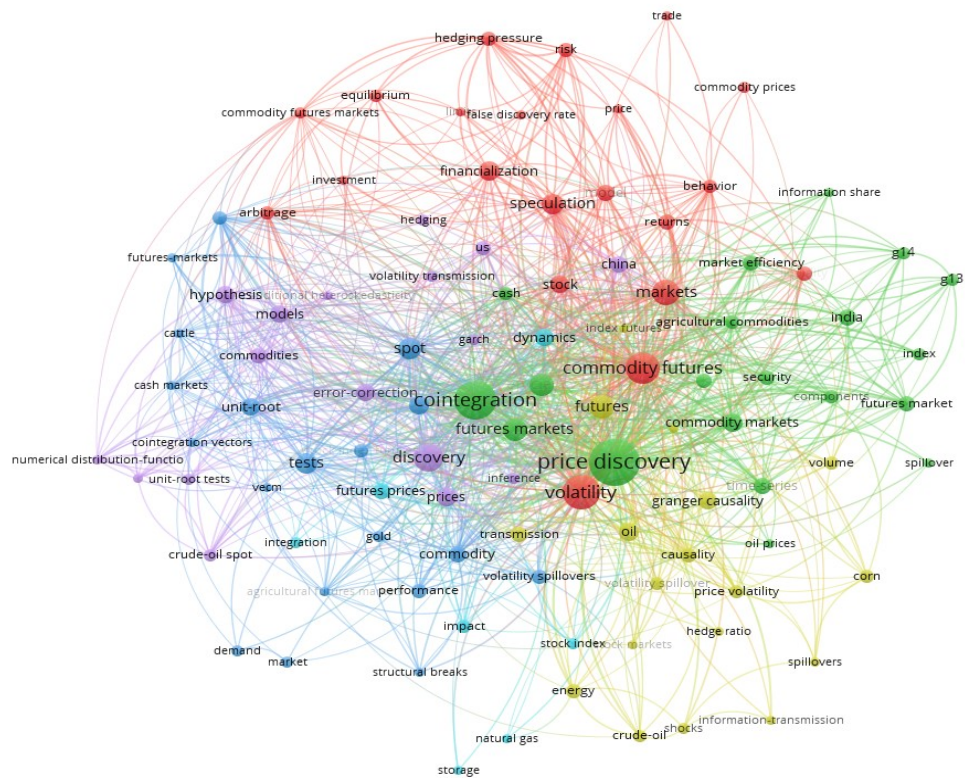 trade
hedging pressure
risk
commodity prices
equilibrium
commodity futures markets
false discovery rate
price
financialization
investment
behavior
information share
speculation
model
arbitrage
hedging
returns
us
g14
futures markets
volatility transmission
china
market efficiency
g13
hypothesis
cash
stock
markets
models
index futures
agricultural commodities
india
cattle
garch
dynamics
spot
commodities
commodity futures
index
cash markets
error-correction
security
unit-root
cointegration
futures
components
futures market
futures markets
commodity markets
cointegration vectors
numerical distribution-functio
tests
discovery
price discovery
volume
spillover
unit-root tests
vecm
futures prices
inference
time-series
prices
volatility
granger causality
integration
gold
transmission
oil
oil prices
crude-oil spot
commodity
causality
volatility spillovers
volatility spillover
corn
agricultural futures mar
performance
price volatility
impact
hedge ratio
demand
market
structural breaks
stock index
stock markets
spillovers
energy
information-transmission
shocks
crude-oil
natural gas
storage